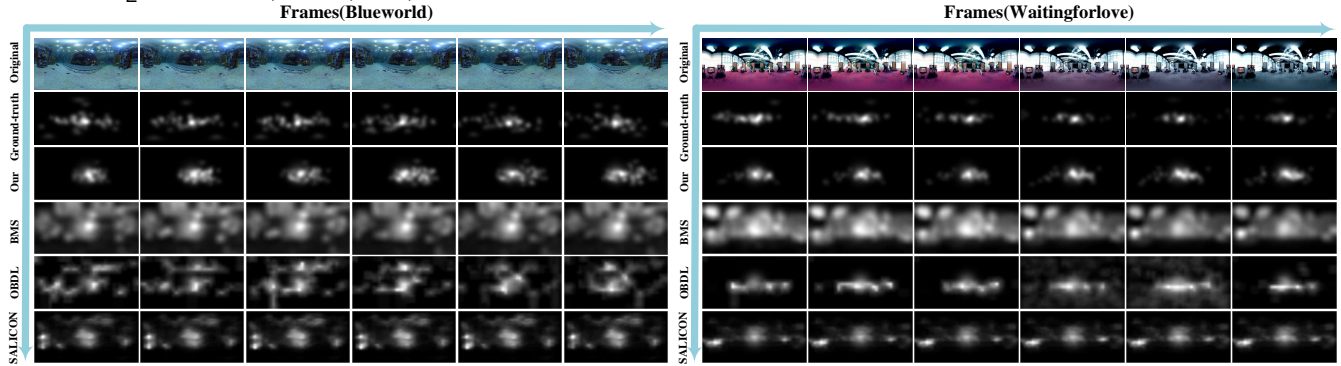 Frames(Blueworld)
Original
Ground-truth
Our
BMS
OBDL
SALICON
Frames(Waitingforlove)
Original
Ground-truth
Our
BMS
OBDL
SALICON